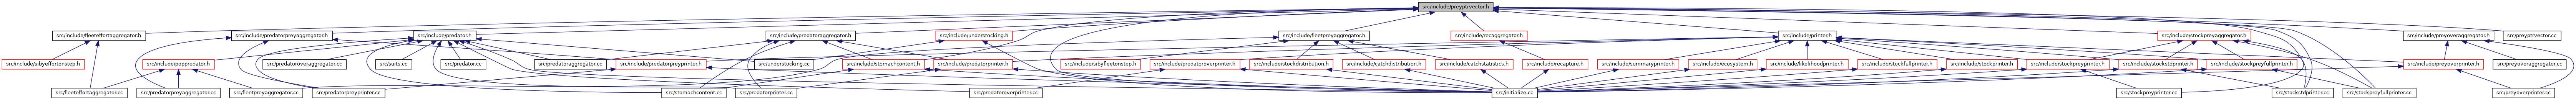 src/include/preyptrvector.h
src/include/fleeteffortaggregator.h
src/include/predatorpreyaggregator.h
src/include/predator.h
src/include/predatoraggregator.h
src/include/understocking.h
src/include/fleetpreyaggregator.h
src/include/recaggregator.h
src/include/printer.h
src/include/stockpreyaggregator.h
src/include/preyoveraggregator.h
src/preyptrvector.cc
src/include/sibyeffortonstep.h
src/include/poppredator.h
src/predatoroveraggregator.cc
src/suits.cc
src/predator.cc
src/predatoraggregator.cc
src/include/predatorpreyprinter.h
src/understocking.cc
src/include/stomachcontent.h
src/include/predatorprinter.h
src/include/sibyfleetonstep.h
src/include/predatoroverprinter.h
src/include/stockdistribution.h
src/include/catchdistribution.h
src/include/catchstatistics.h
src/include/recapture.h
src/include/summaryprinter.h
src/include/ecosystem.h
src/include/likelihoodprinter.h
src/include/stockfullprinter.h
src/include/stockprinter.h
src/include/stockpreyprinter.h
src/include/stockstdprinter.h
src/include/stockpreyfullprinter.h
src/include/preyoverprinter.h
src/preyoveraggregator.cc
src/fleeteffortaggregator.cc
src/predatorpreyaggregator.cc
src/fleetpreyaggregator.cc
src/predatorpreyprinter.cc
src/stomachcontent.cc
src/predatorprinter.cc
src/predatoroverprinter.cc
src/initialize.cc
src/stockpreyprinter.cc
src/stockstdprinter.cc
src/stockpreyfullprinter.cc
src/preyoverprinter.cc